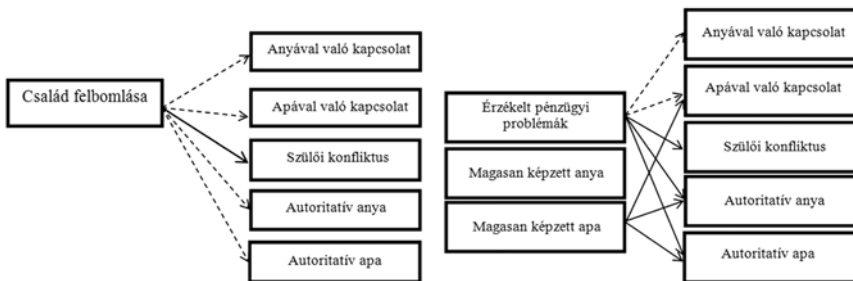 Család felbomlása
Anyával való kapcsolat
Apával való kapcsolat
Szülői konfliktus
Autoritatív anya
Autoritatív apa
Érzékelt pénzügyi
problémák
Magasan képzett anya
Magasan képzett apa
Anyával való kapcsolat
Apával való kapcsolat
Szülői konfliktus
Autoritatív anya
Autoritatív apa